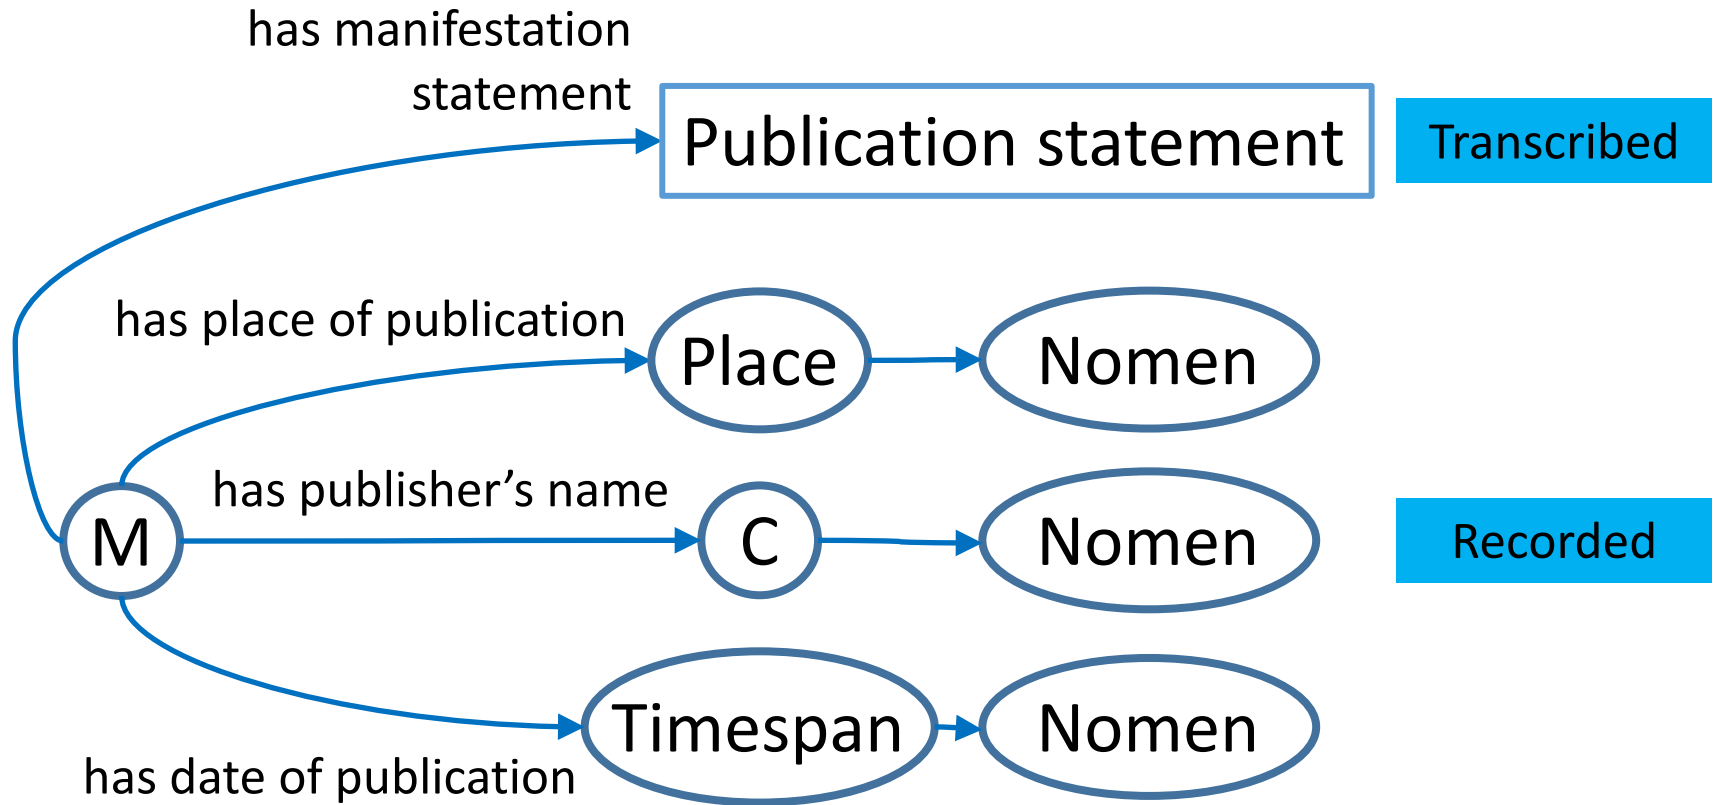 has manifestation
statement
Publication statement
Transcribed
has place of publication
Place
Nomen
has publisher’s name
M
C
Nomen
Recorded
Timespan
Nomen
has date of publication